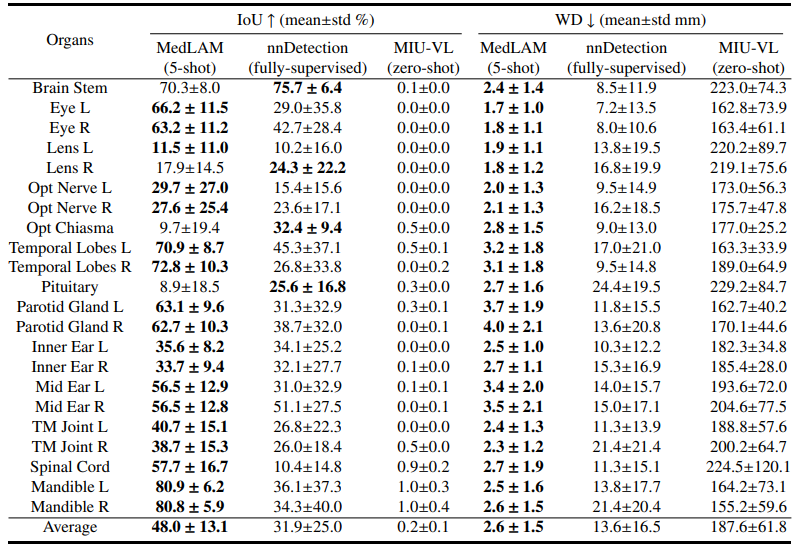 Organs IoU ↑ (mean±std %) WD ↓ (mean±std mm)
MedLAM nnDetection MIU-VL MedLAM nnDetection MIU-VL
(5-shot) (fully-supervised) (zero-shot) (5-shot) (fully-supervised) (zero-shot)
Brain Stem 70.3±8.0 75.7 ± 6.4 0.1±0.0 2.4 ± 1.4 8.5±11.9 223.0±74.3
Eye L 66.2 ± 11.5 29.0±35.8 0.0±0.0 1.7 ± 1.0 7.2±13.5 162.8±73.9
Eye R 63.2 ± 11.2 42.7±28.4 0.0±0.0 1.8 ± 1.1 8.0±10.6 163.4±61.1
Lens L 11.5 ± 11.0 10.2±16.0 0.0±0.0 1.9 ± 1.1 13.8±19.5 220.2±89.7
Lens R 17.9±14.5 24.3 ± 22.2 0.0±0.0 1.8 ± 1.2 16.8±19.9 219.1±75.6
Opt Nerve L 29.7 ± 27.0 15.4±15.6 0.0±0.0 2.0 ± 1.3 9.5±14.9 173.0±56.3
Opt Nerve R 27.6 ± 25.4 23.6±17.1 0.0±0.0 2.1 ± 1.3 16.2±18.5 175.7±47.8
Opt Chiasma 9.7±19.4 32.4 ± 9.4 0.5±0.0 2.8 ± 1.5 9.0±13.0 177.0±25.2
Temporal Lobes L 70.9 ± 8.7 45.3±37.1 0.5±0.1 3.2 ± 1.8 17.0±21.0 163.3±33.9
Temporal Lobes R 72.8 ± 10.3 26.8±33.8 0.0±0.2 3.1 ± 1.8 9.5±14.8 189.0±64.9
Pituitary 8.9±18.5 25.6 ± 16.8 0.3±0.0 2.7 ± 1.6 24.4±19.5 229.2±84.7
Parotid Gland L 63.1 ± 9.6 31.3±32.9 0.3±0.1 3.7 ± 1.9 11.8±15.5 162.7±40.2
Parotid Gland R 62.7 ± 10.3 38.7±32.0 0.0±0.1 4.0 ± 2.1 13.6±20.8 170.1±44.6
Inner Ear L 35.6 ± 8.2 34.1±25.2 0.0±0.0 2.5 ± 1.0 10.3±12.2 182.3±34.8
Inner Ear R 33.7 ± 9.4 32.1±27.7 0.1±0.0 2.7 ± 1.1 15.3±16.9 185.4±28.0
Mid Ear L 56.5 ± 12.9 31.0±32.9 0.1±0.1 3.4 ± 2.0 14.0±15.7 193.6±72.0
Mid Ear R 56.5 ± 12.8 51.1±27.5 0.0±0.1 3.5 ± 2.1 15.0±17.1 204.6±77.5
TM Joint L 40.7 ± 15.1 26.8±22.3 0.0±0.0 2.4 ± 1.3 11.3±13.9 188.8±57.6
TM Joint R 38.7 ± 15.3 26.0±18.4 0.5±0.0 2.3 ± 1.2 21.4±21.4 200.2±64.7
Spinal Cord 57.7 ± 16.7 10.4±14.8 0.9±0.2 2.7 ± 1.9 11.3±15.1 224.5±120.1
Mandible L 80.9 ± 6.2 36.1±37.3 1.0±0.3 2.5 ± 1.6 13.8±17.7 164.2±73.1
Mandible R 80.8 ± 5.9 34.3±40.0 1.0±0.4 2.6 ± 1.5 21.4±20.4 155.2±59.6
Average 48.0 ± 13.1 31.9±25.0 0.2±0.1 2.6 ± 1.5 13.6±16.5 187.6±61.8